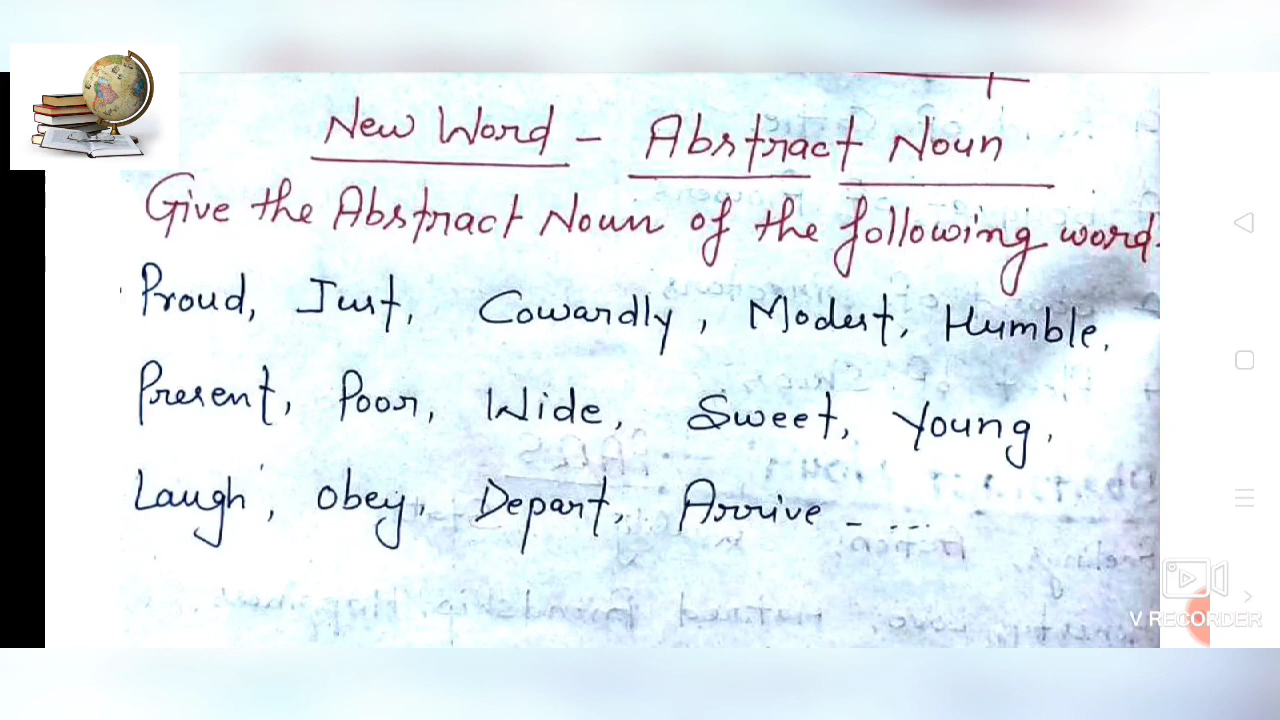 New Word - Abstract Noun
Give the Abstract Noun of the following word.
Proud, Just, Cowardly, Modest, Humble,
Present, Poor, Wide, Sweet, Young,
Laugh, obey, Depart, Arrive - ...
V RECORDER